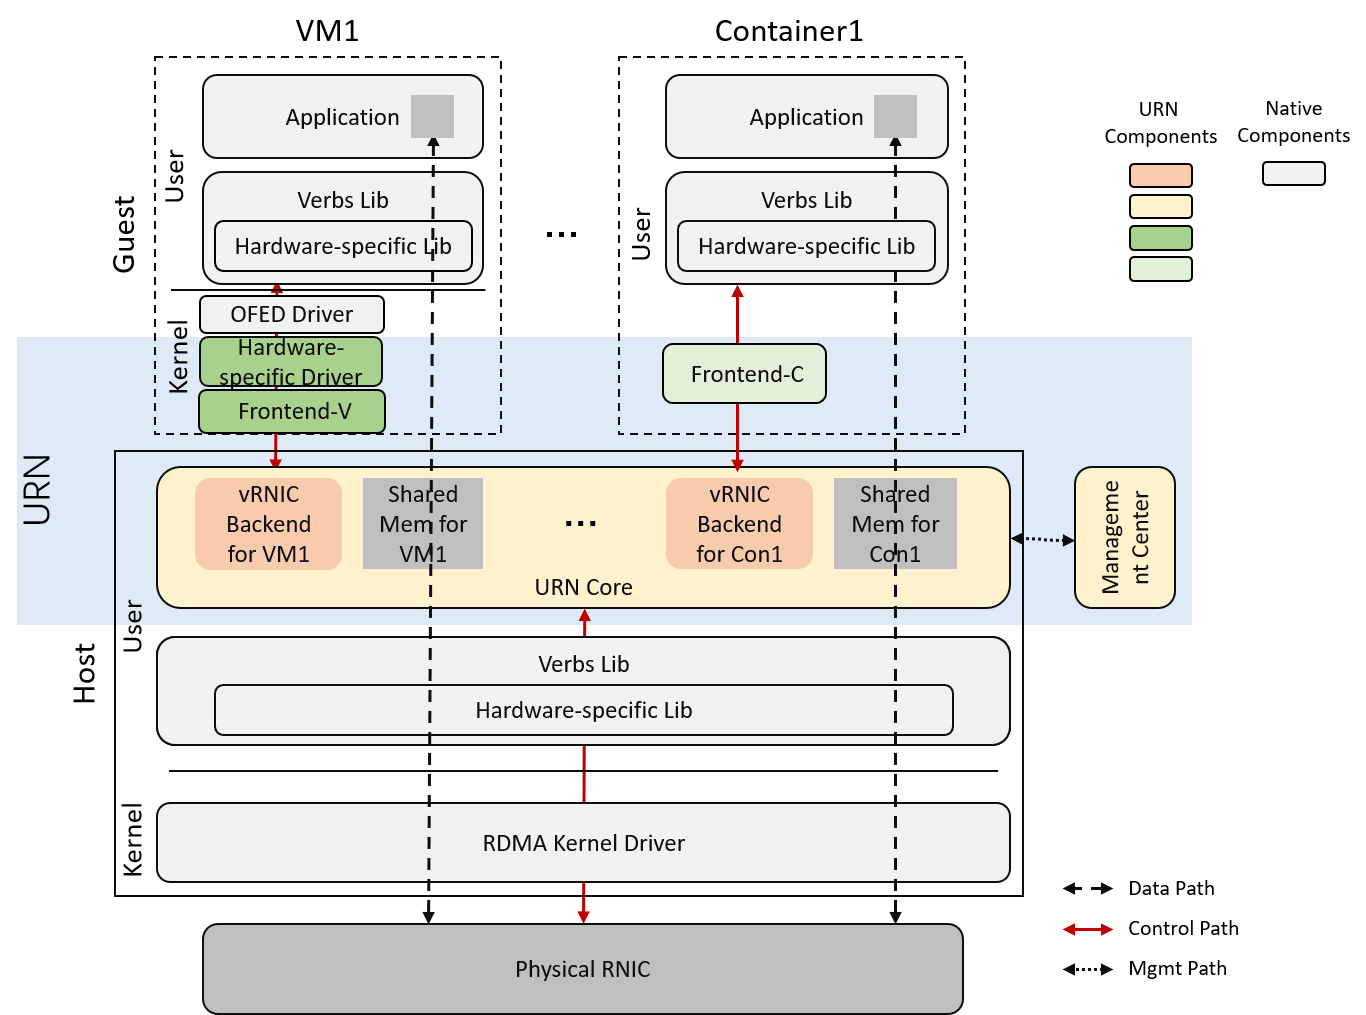 VM1
Container1
URN
Components
Native
Components
Guest
User
Application
Verbs Lib
Hardware-specific Lib
Kernel
OFED Driver
Hardware-
specific Driver
Frontend-V
...
User
Application
Verbs Lib
Hardware-specific Lib
Frontend-C
URN
Host
User
vRNIC
Backend
for VM1
Shared
Mem for
VM1
...
vRNIC
Backend
for Con1
Shared
Mem for
Con1
URN Core
Manageme
nt Center
Verbs Lib
Hardware-specific Lib
Kernel
RDMA Kernel Driver
Physical RNIC
Data Path
Control Path
Mgmt Path